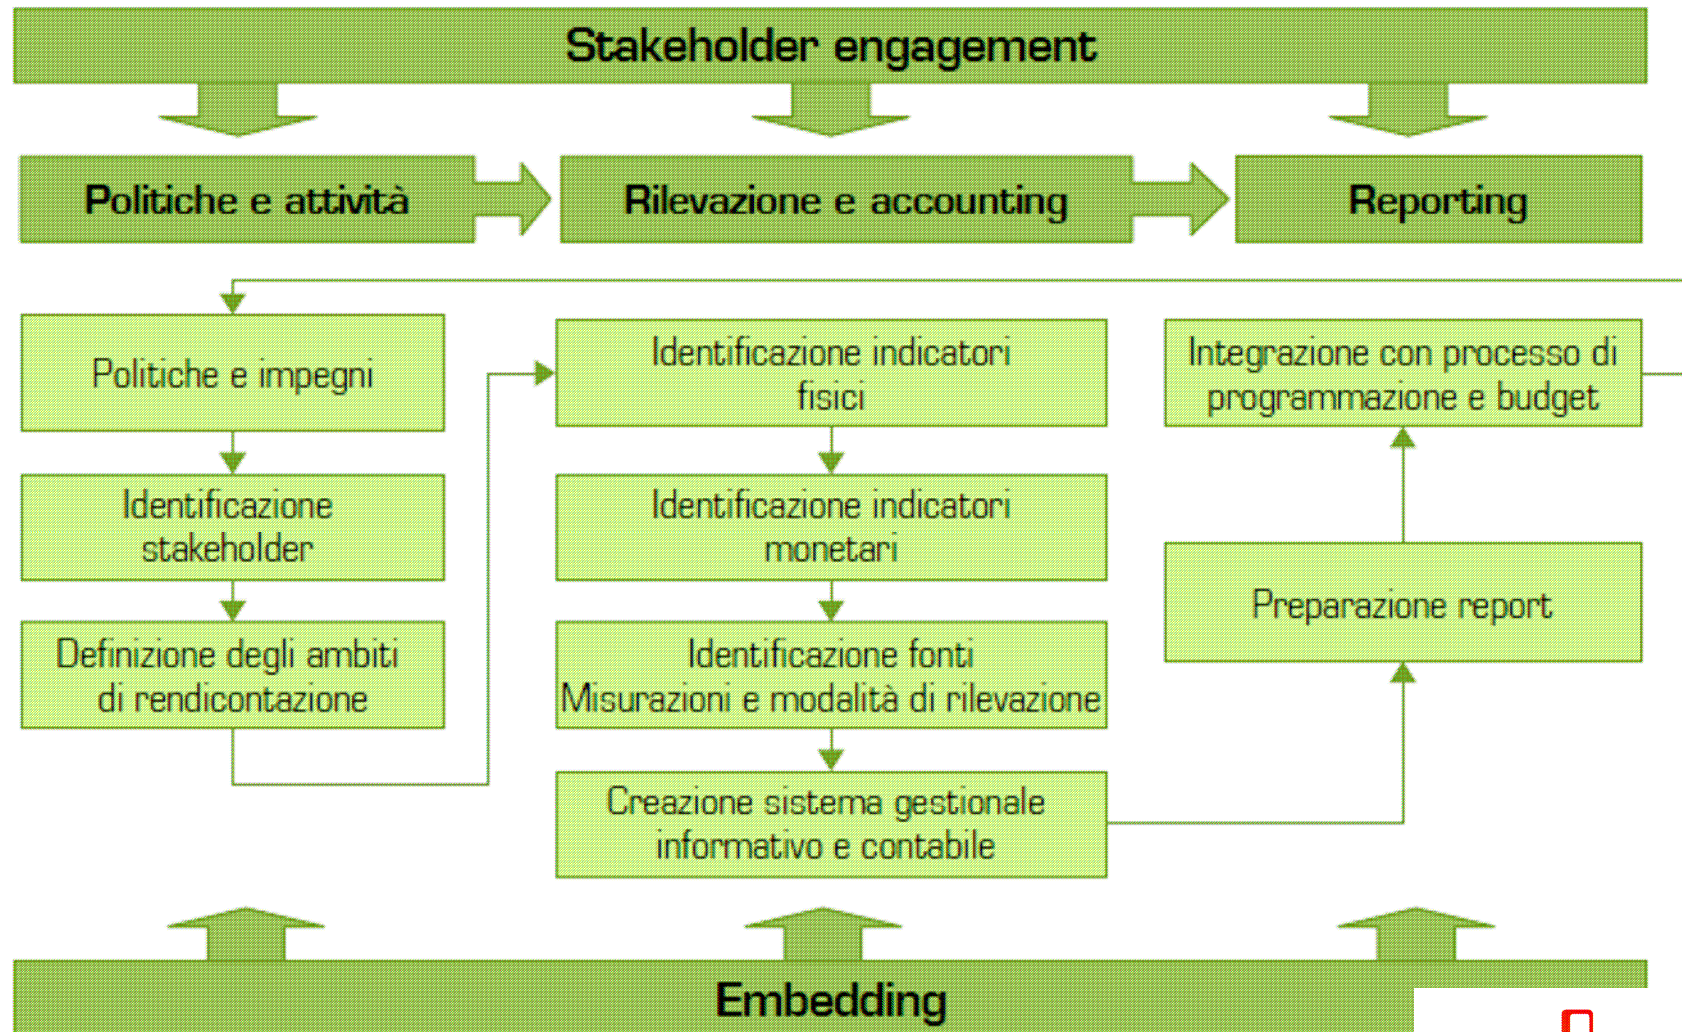 Stakeholder engagement
Politiche e attività
Rilevazione e accounting
Reporting
Politiche e impegni
Identificazione
stakeholder
Definizione degli ambiti
di rendicontazione
Identificazione indicatori
fisici
Identificazione indicatori
monetari
Identificazione fonti
Misurazioni e modalità di rilevazione
Creazione sistema gestionale
informativo e contabile
Integrazione con processo di
programmazione e budget
Preparazione report
Embedding